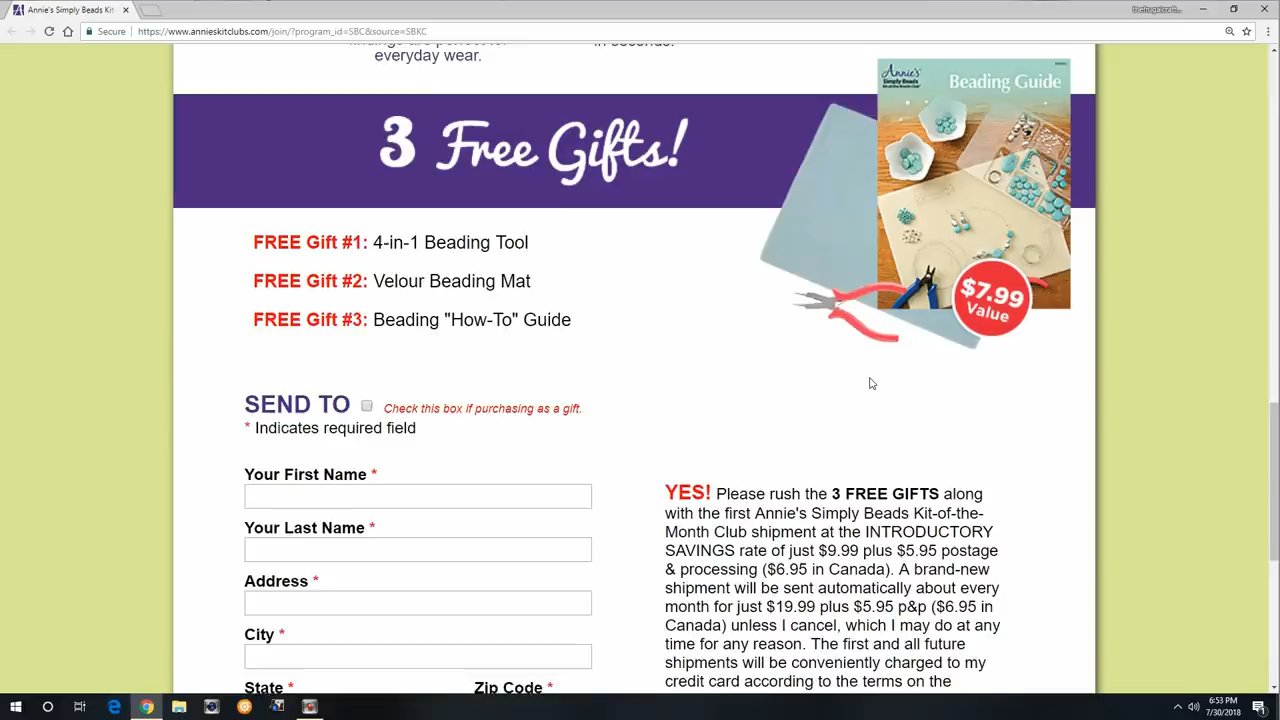 Annie's Simply Beads Kit
thefrugalcraft...
Secure
https://www.annieskitclubs.com/join/?program_id=SBC&source=SBKC
everyday wear.
in seconds.
Annie's
Simply Beads
Beading Guide
3 Free Gifts!
$7.99
Value
FREE Gift #1: 4-in-1 Beading Tool
FREE Gift #2: Velour Beading Mat
FREE Gift #3: Beading "How-To" Guide
SEND TO
Check this box if purchasing as a gift.
* Indicates required field
Your First Name *
Your Last Name *
Address *
City *
State *
Zip Code *
YES! Please rush the 3 FREE GIFTS along
with the first Annie's Simply Beads Kit-of-the-
Month Club shipment at the INTRODUCTORY
SAVINGS rate of just $9.99 plus $5.95 postage
& processing ($6.95 in Canada). A brand-new
shipment will be sent automatically about every
month for just $19.99 plus $5.95 p&p ($6.95 in
Canada) unless I cancel, which I may do at any
time for any reason. The first and all future
shipments will be conveniently charged to my
credit card according to the terms on the
6:53 PM
7/30/2018